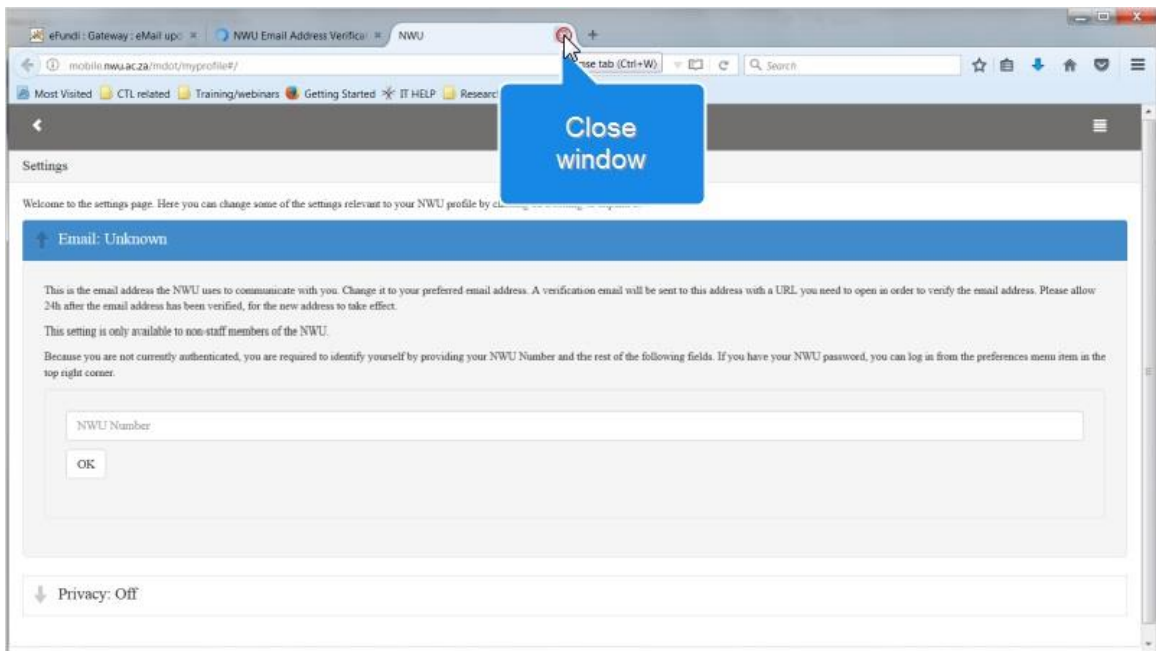 eFundi : Gateway : eMail upd
NWU Email Address Verificat
NWU
mobile.nwu.ac.za/mdot/myprofile#/
Close tab (Ctrl+W)
Search
Most Visited CTL related Training/webinars Getting Started IT HELP Research
Close
window
Settings
Welcome to the settings page. Here you can change some of the settings relevant to your NWU profile by
Email: Unknown
This is the email address the NWU uses to communicate with you. Change it to your preferred email address. A verification email will be sent to this address with a URL you need to open in order to verify the email address. Please allow
24h after the email address has been verified, for the new address to take effect.
This setting is only available to non-staff members of the NWU.
Because you are not currently authenticated, you are required to identify yourself by providing your NWU Number and the rest of the following fields. If you have your NWU password, you can log in from the preferences menu item in the
top right corner.
NWU Number
OK
Privacy: Off